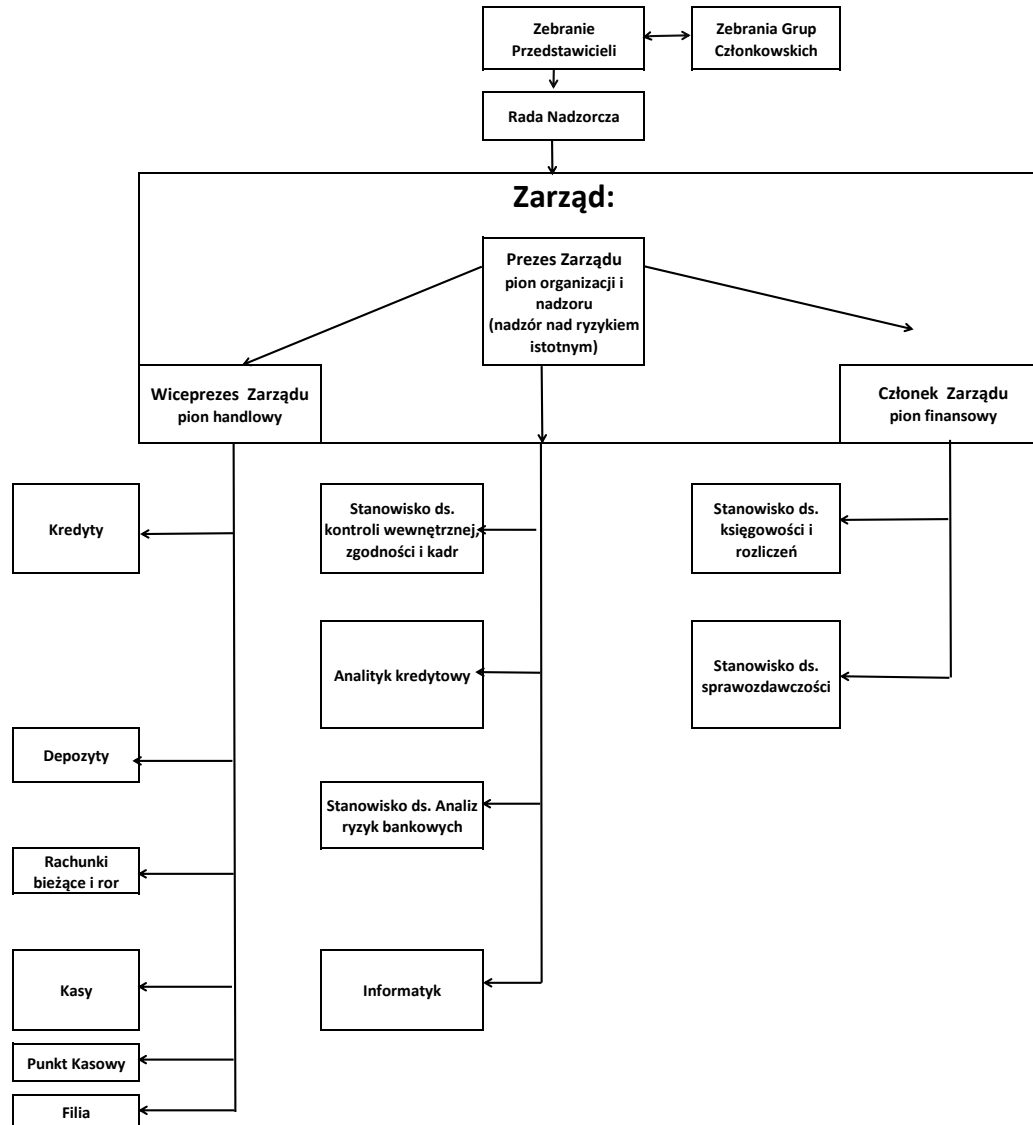 Zebranie
Przedstawicieli
Zebrania Grup
Członkowskich
Rada Nadzorcza
Zarząd:
Prezes Zarządu
pion organizacji i
nadzoru
(nadzór nad ryzykiem
istotnym)
Wiceprezes Zarządu
pion handlowy
Członek Zarządu
pion finansowy
Kredyty
Stanowisko ds.
kontroli wewnętrznej,
zgodności i kadr
Stanowisko ds.
księgowości i
rozliczeń
Analityk kredytowy
Stanowisko ds.
sprawozdawczości
Depozyty
Stanowisko ds. Analiz
ryzyk bankowych
Rachunki
bieżące i ror
Kasy
Informatyk
Punkt Kasowy
Filia